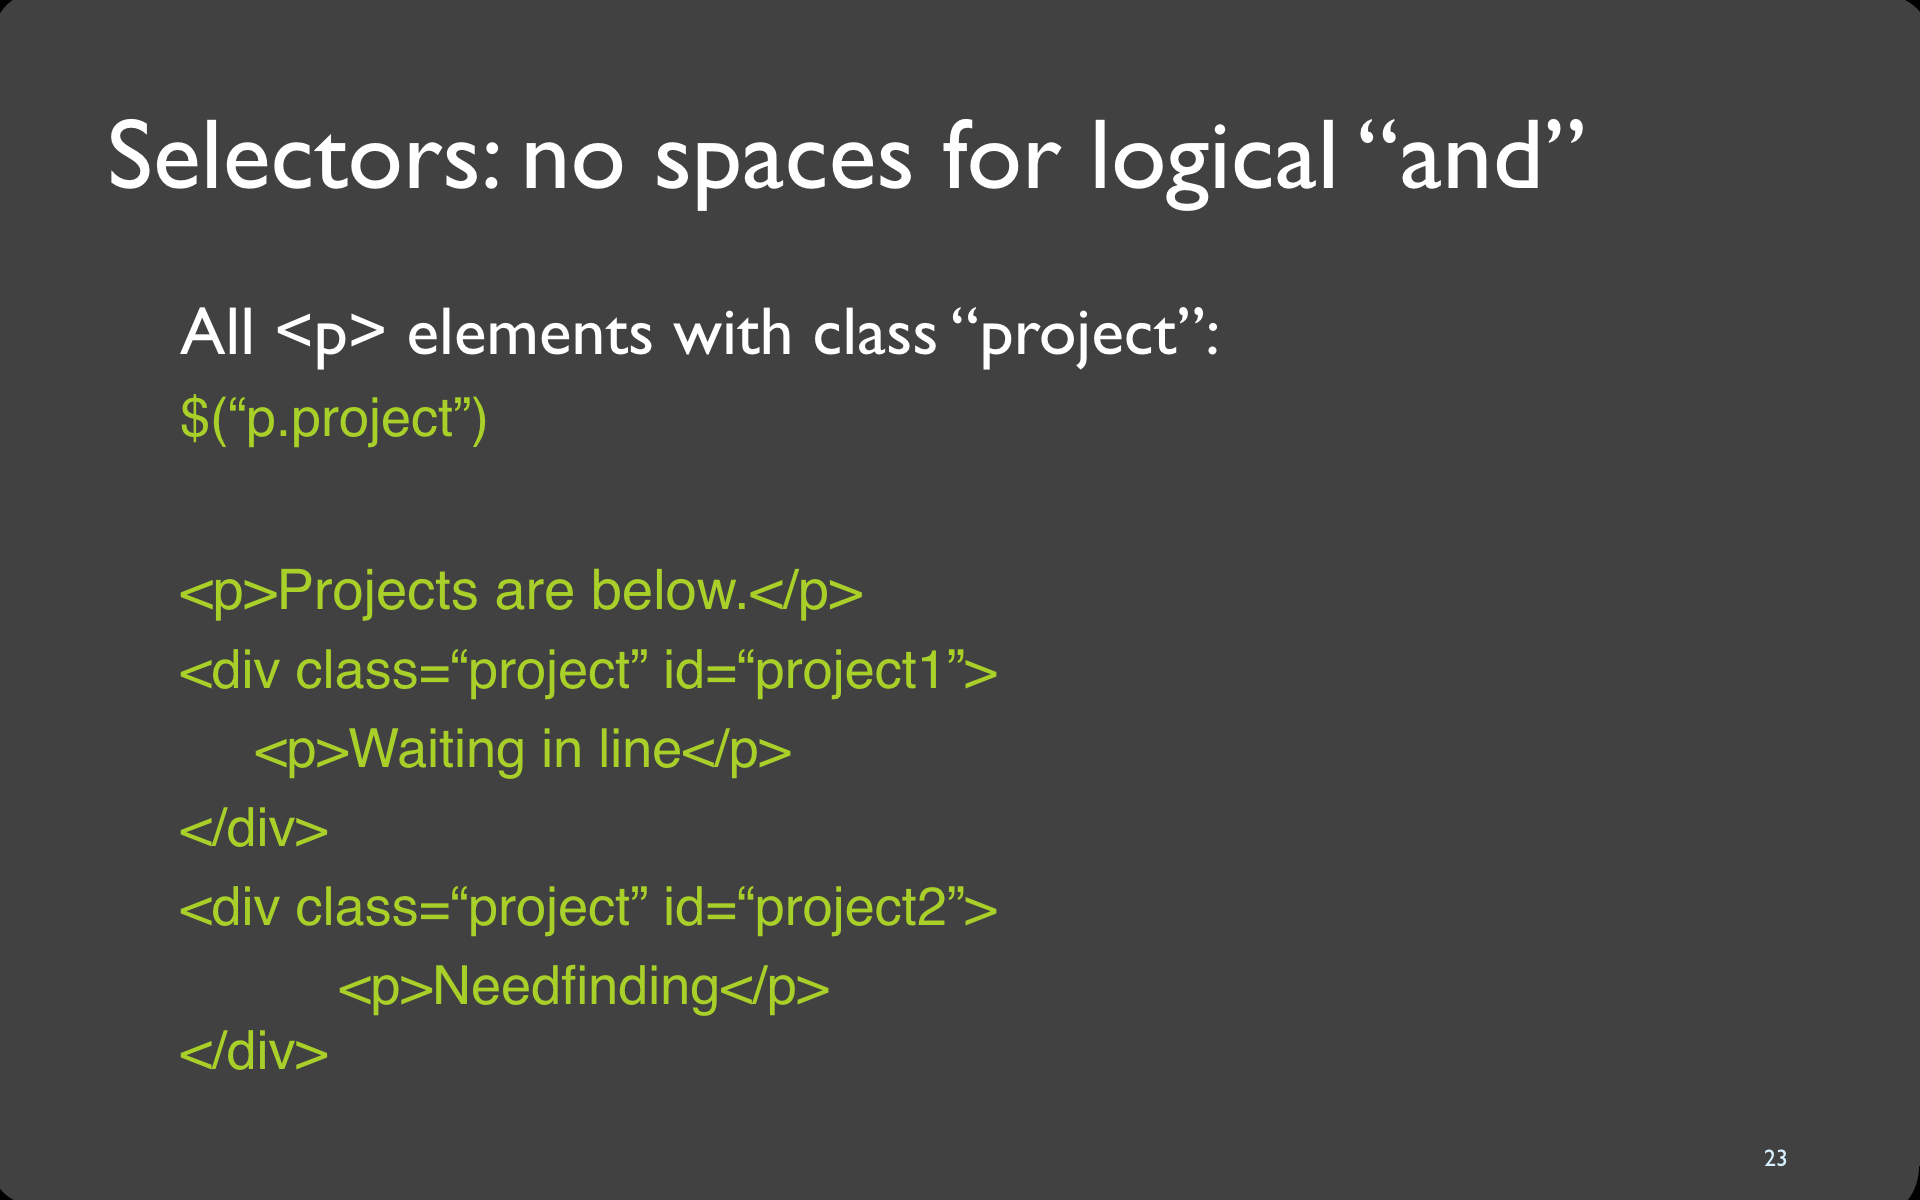 Selectors: no spaces for logical “and”
All <p> elements with class “project”:
$(“p.project”)
<p>Projects are below.</p>
<div class=“project” id=“project1”>
<p>Waiting in line</p>
</div>
<div class=“project” id=“project2”>
<p>Needfinding</p>
</div>
23